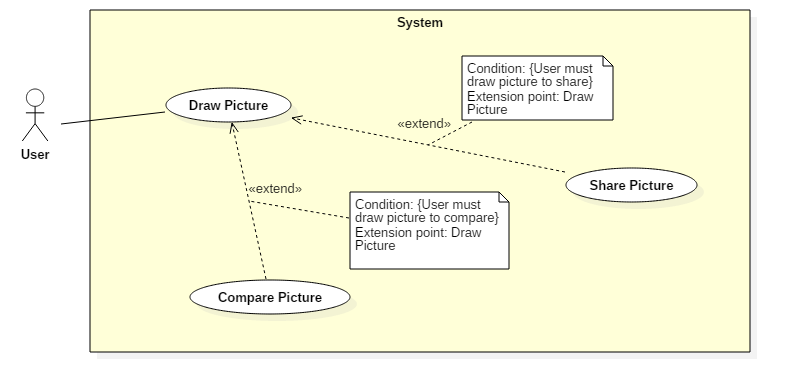 System
Condition: {User must
draw picture to share}
Extension point: Draw
Picture
Draw Picture
«extend»
User
Share Picture
«extend»
Condition: {User must
draw picture to compare}
Extension point: Draw
Picture
Compare Picture